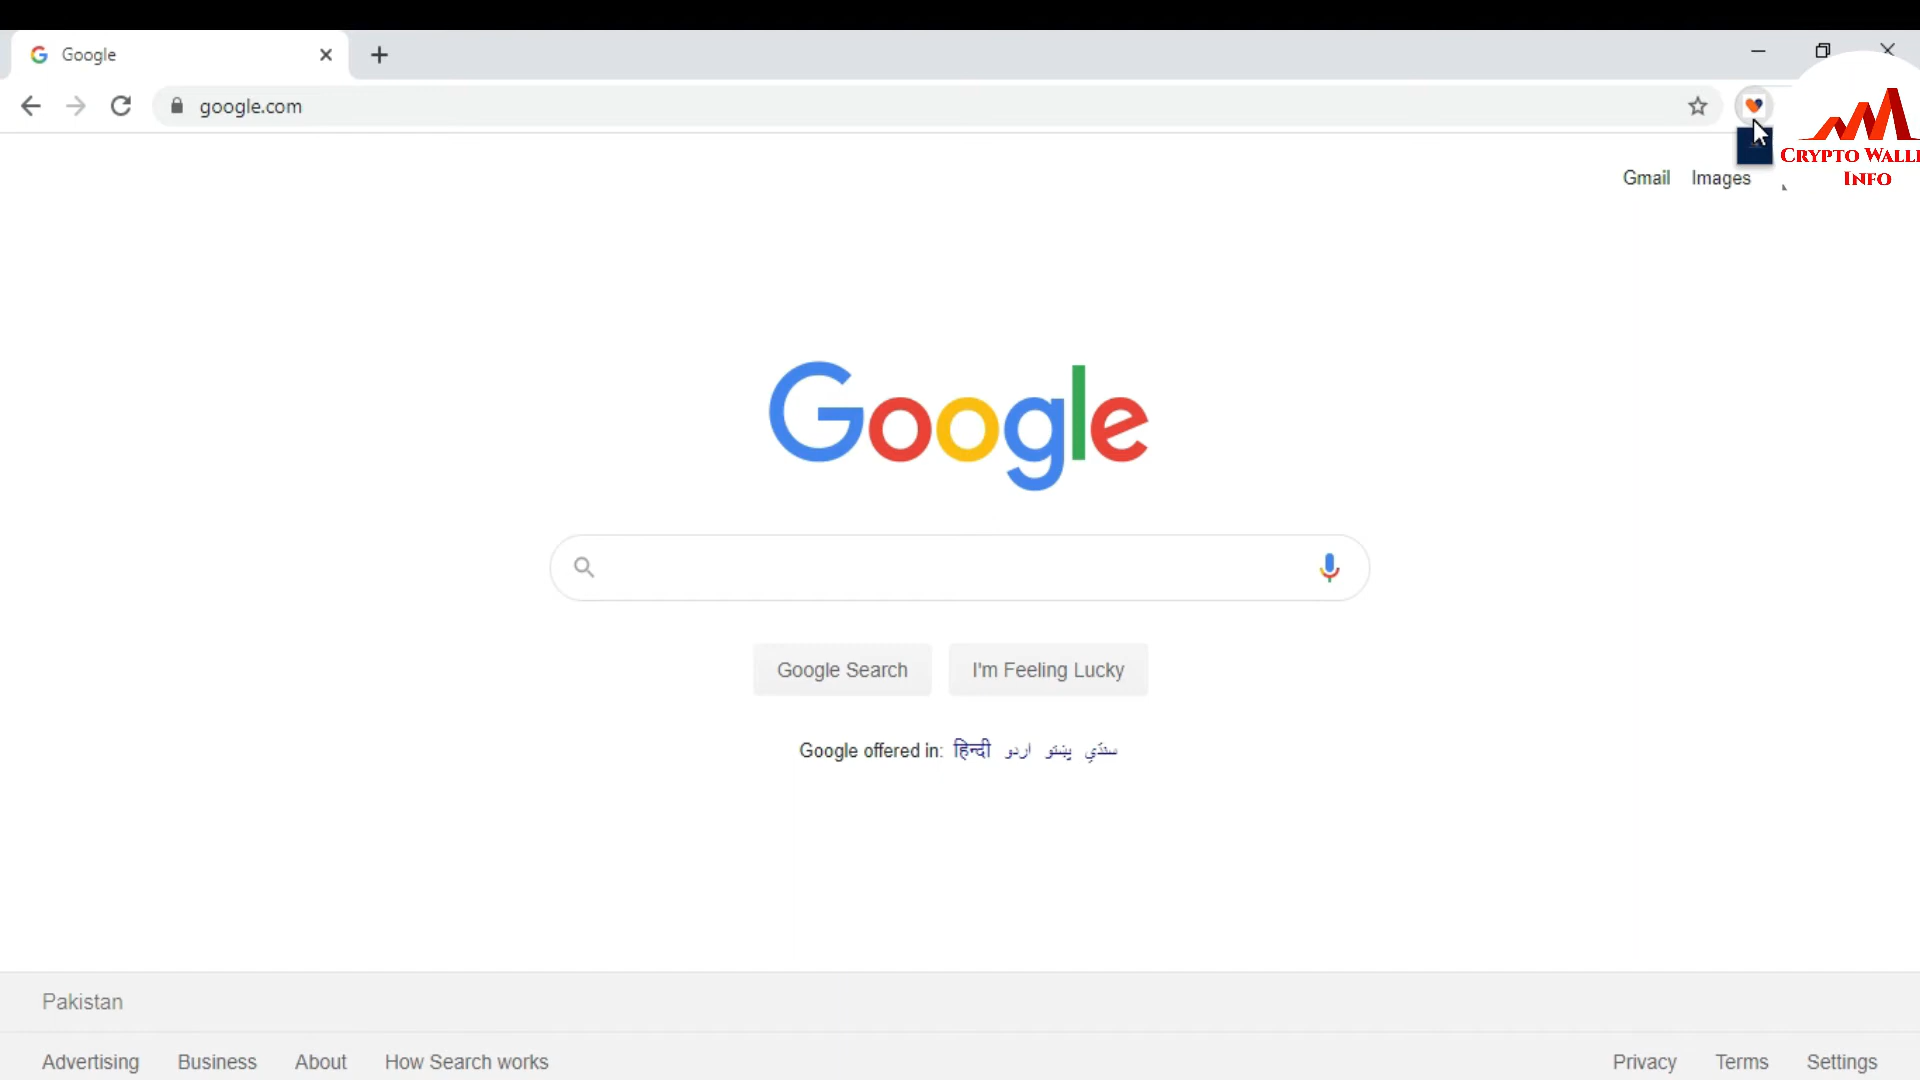 Google
google.com
CRYPTO WALL
INFO
Gmail Images
Google
Google Search I'm Feeling Lucky
Google offered in: हिन्दी اردو پښتو سنڌي
Pakistan
Advertising Business About How Search works Privacy Terms Settings